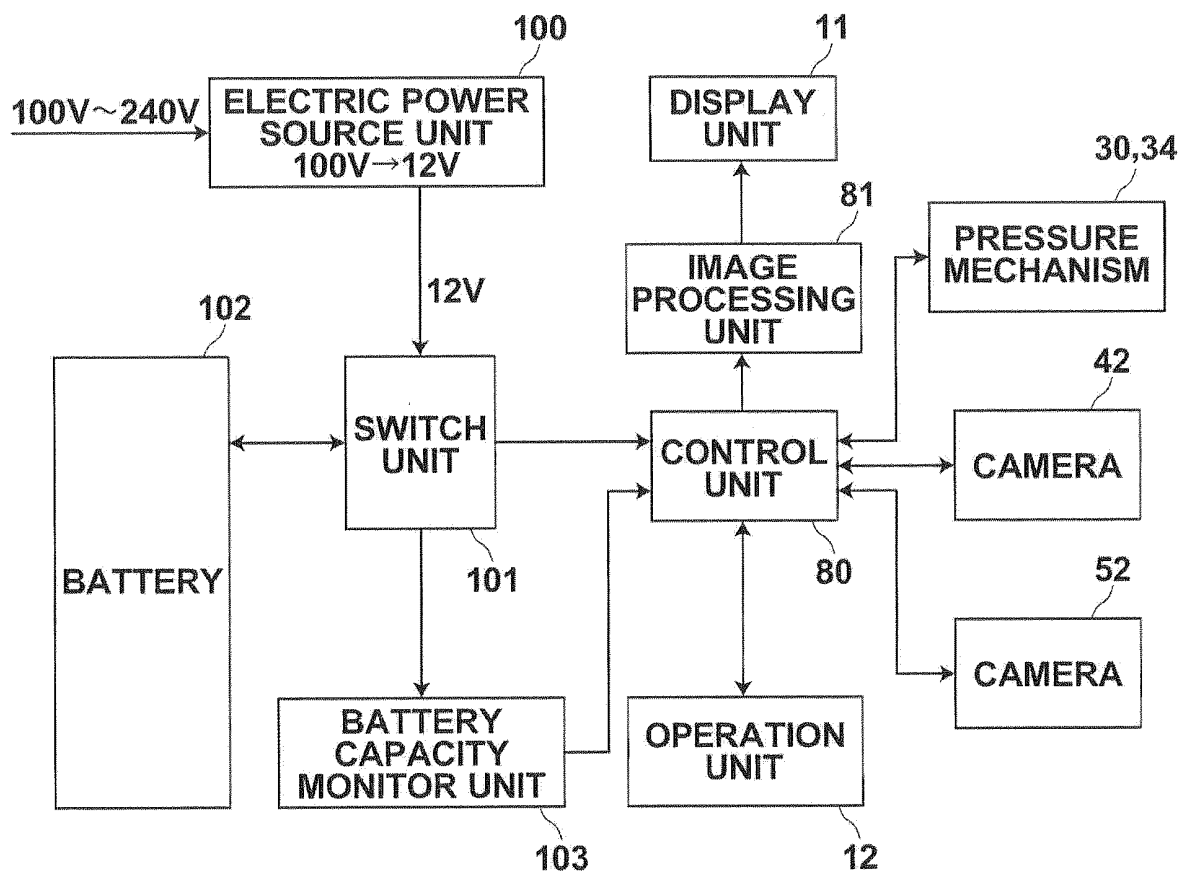 100
11
100V～240V
ELECTRIC POWER
SOURCE UNIT
100V→12V
DISPLAY
UNIT
30,34
81
PRESSURE
MECHANISM
IMAGE
PROCESSING
UNIT
12V
102
42
SWITCH
UNIT
CONTROL
UNIT
CAMERA
BATTERY
101
80
52
CAMERA
BATTERY
CAPACITY
MONITOR UNIT
OPERATION
UNIT
103
12